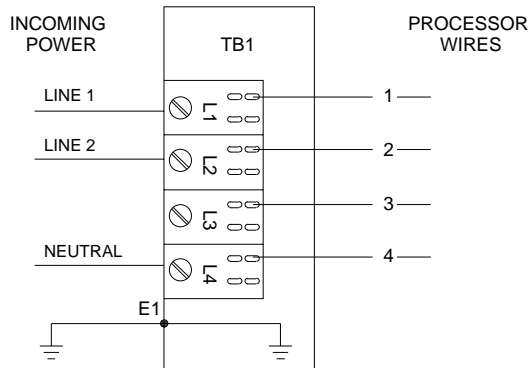 INCOMING
POWER
TB1
PROCESSOR
WIRES
LINE 1
L1
1
LINE 2
L2
2
L3
3
NEUTRAL
L4
4
E1